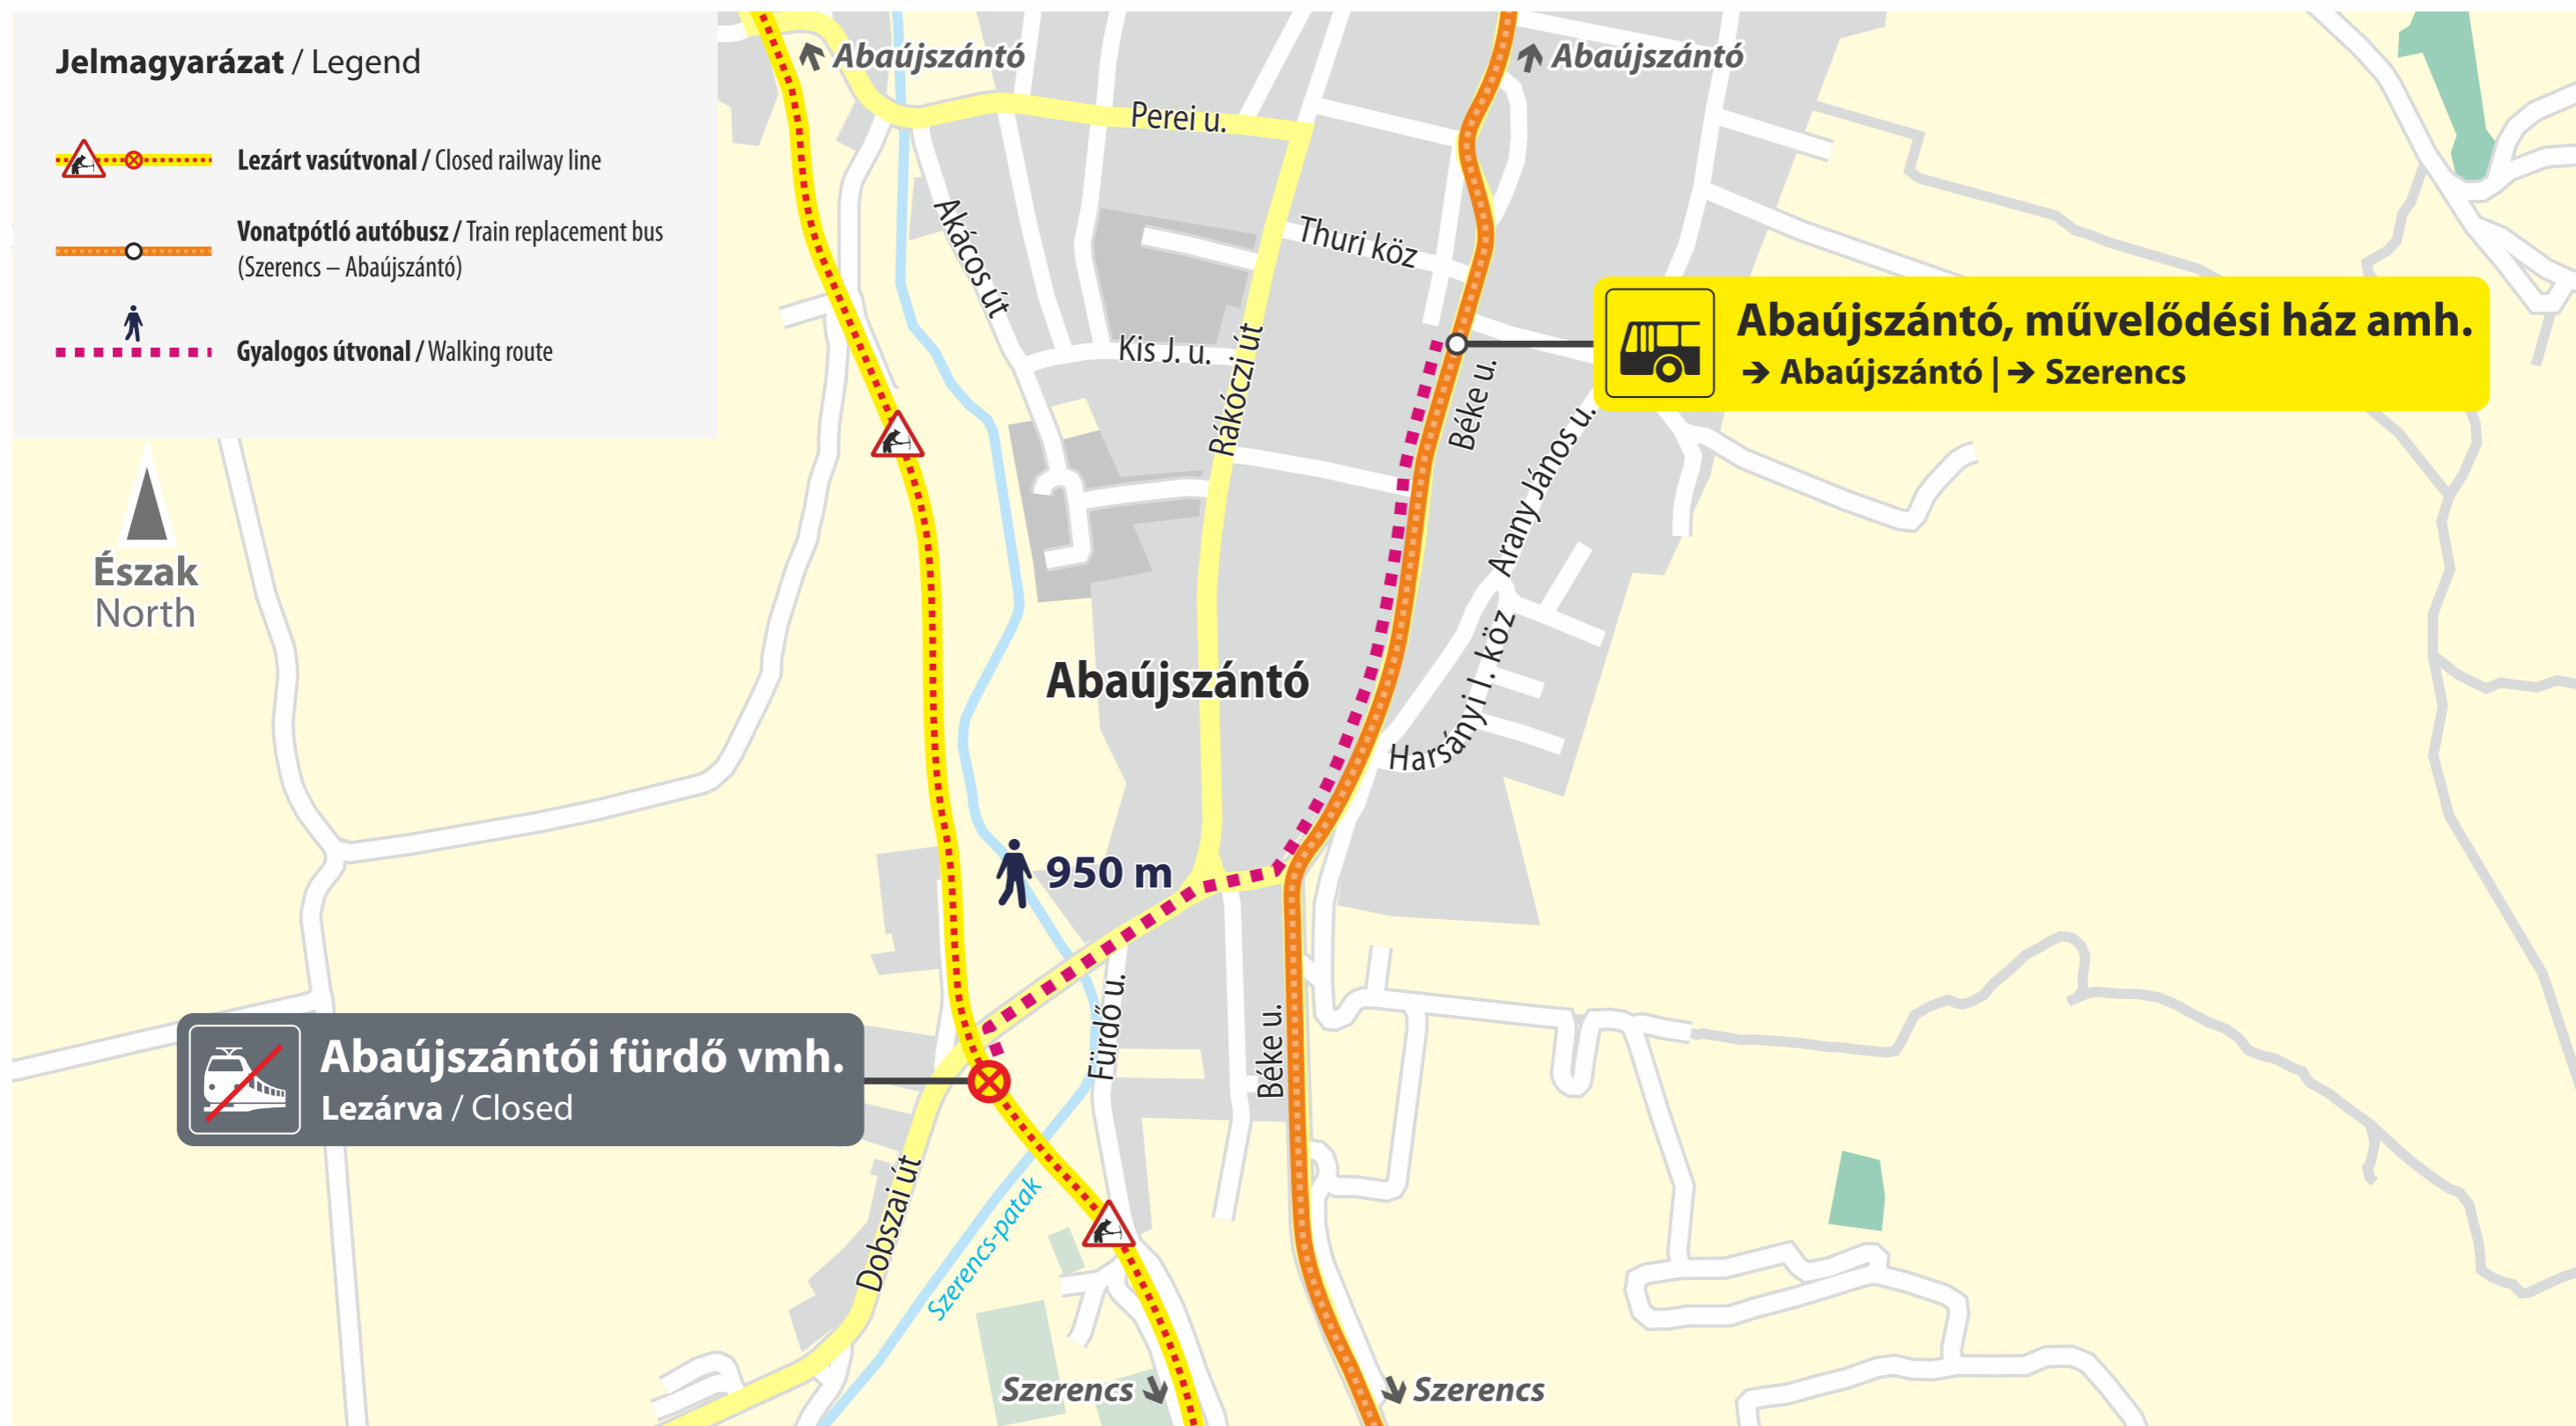 Jelmagyarázat / Legend
Lezárt vasútvonal / Closed railway line
Vonatpótló autóbusz / Train replacement bus
(Szerencs – Abaújszántó)
Gyalogos útvonal / Walking route
Észak
North
Abaújszántó
Abaújszántó
Perei u.
Akácos út
Thuri köz
Kis J. u.
Rákóczi út
Béke u.
Abaújszántó, művelődési ház amh.
➔ Abaújszántó | ➔ Szerencs
Arany János u.
Harsányi I. köz
Abaújszántó
950 m
Abaújszántói fürdő vmh.
Lezárva / Closed
Fürdő u.
Béke u.
Dobszai út
Szerencs-patak
Szerencs
Szerencs